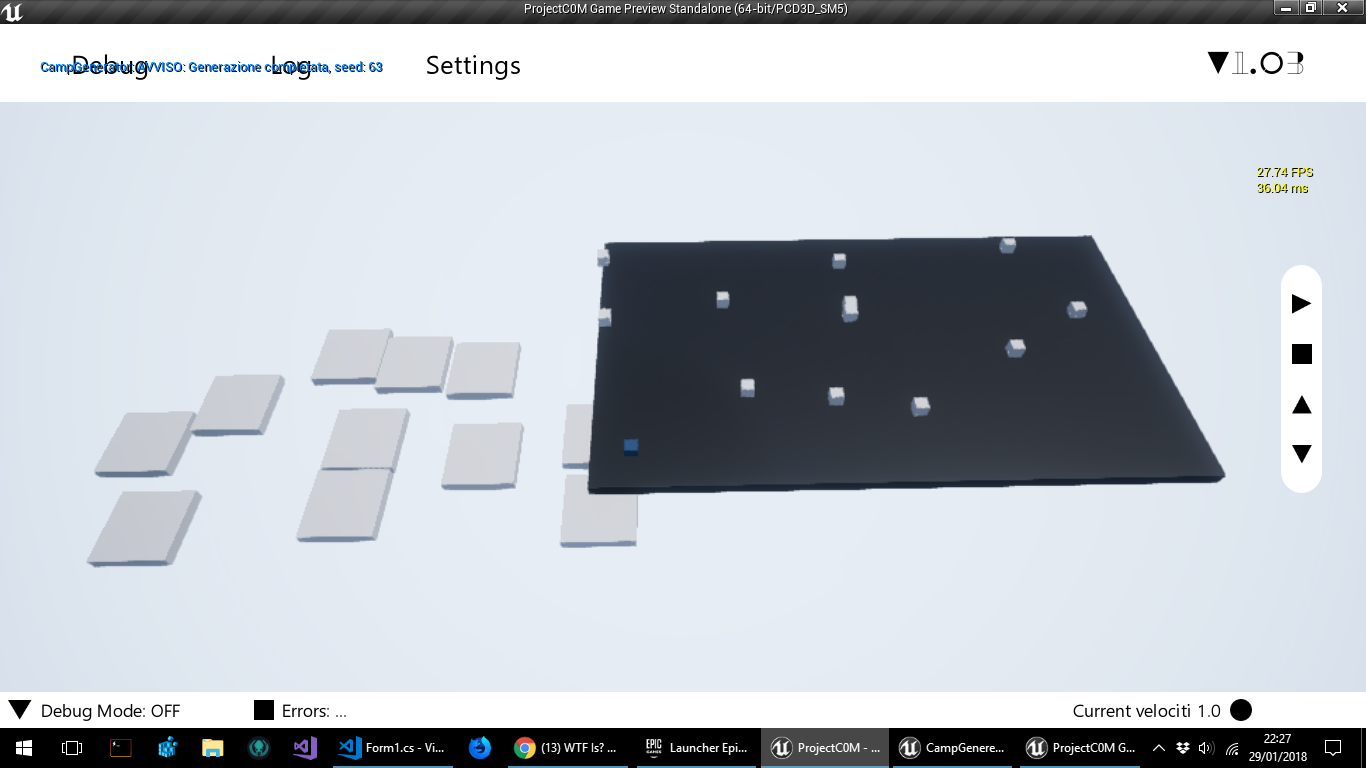 ProjectC0M Game Preview Standalone (64-bit/PCD3D_SM5)
Debug Log Settings
CampGenerator: AVVISO: Generazione completata, seed: 63
V1.03
27.74 FPS
36.04 ms
Debug Mode: OFF
Errors: ...
Current velociti 1.0
Form1.cs - Vi...
(13) WTF Is? ...
EPIC GAMES
Launcher Epi...
ProjectC0M - ...
CampGenere...
ProjectC0M G...
22:27
29/01/2018